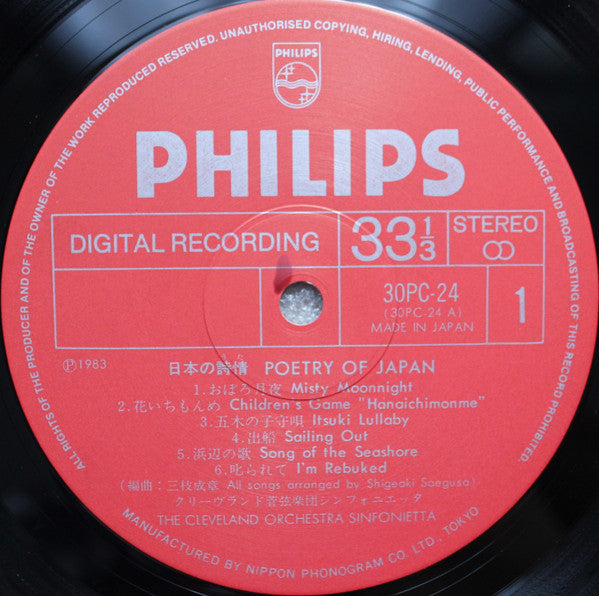 ALL RIGHTS OF THE PRODUCER AND OF THE OWNER OF THE WORK REPRODUCED RESERVED. UNAUTHORISED COPYING, HIRING, LENDING, PUBLIC PERFORMANCE AND BROADCASTING OF THIS RECORD PROHIBITED.
PHILIPS
PHILIPS
DIGITAL RECORDING
33 1/3
STEREO
30PC-24
(30PC-24 A)
MADE IN JAPAN
1
Ⓟ1983
日本の詩情 POETRY OF JAPAN
1.おぼろ月夜 Misty Moonnight
2.花いちもんめ Children's Game "Hanaichimonme"
3.五木の子守唄 Itsuki Lullaby
4.出船 Sailing Out
5.浜辺の歌 Song of the Seashore
6.叱られて I'm Rebuked
(編曲:三枝成章 All songs arranged by Shigeaki Saegusa)
クリーヴランド管弦楽団シンフォニエッタ
THE CLEVELAND ORCHESTRA SINFONIETTA
MANUFACTURED BY NIPPON PHONOGRAM CO. LTD., TOKYO